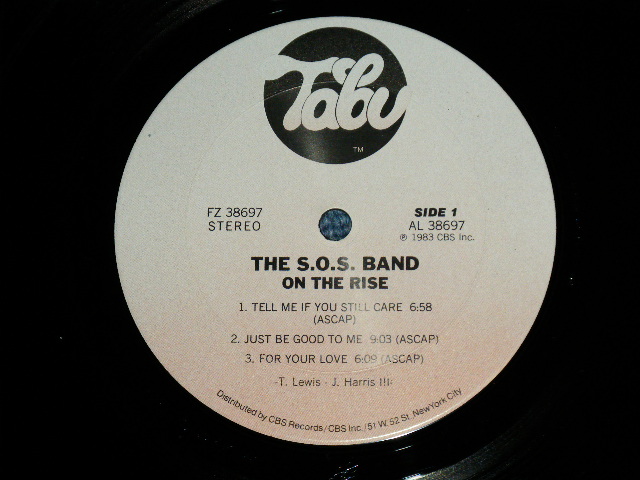 Tabu
TM
FZ 38697
STEREO
SIDE 1
AL 38697
℗ 1983 CBS Inc.
THE S.O.S. BAND
ON THE RISE
1. TELL ME IF YOU STILL CARE 6:58
(ASCAP)
2. JUST BE GOOD TO ME 9:03 (ASCAP)
3. FOR YOUR LOVE 6:09 (ASCAP)
-T. Lewis - J. Harris III-
Distributed by CBS Records/CBS Inc./51 W. 52 St., New York City